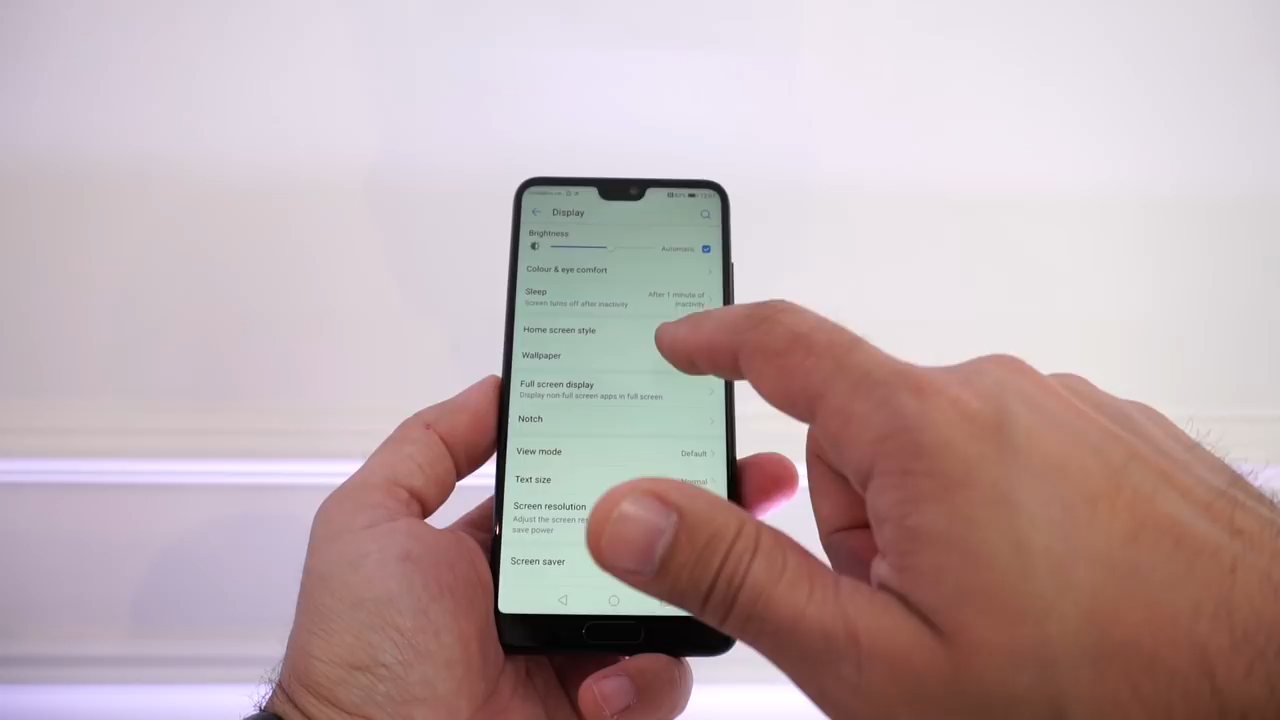 Display
Brightness
Automatic
Colour & eye comfort
Sleep
After 1 minute of
Screen turns off after inactivity
inactivity
Home screen style
Wallpaper
Full screen display
Display non-full screen apps in full screen
Notch
View mode
Default
Text size
Normal
Screen resolution
Adjust the screen
save power
Screen saver